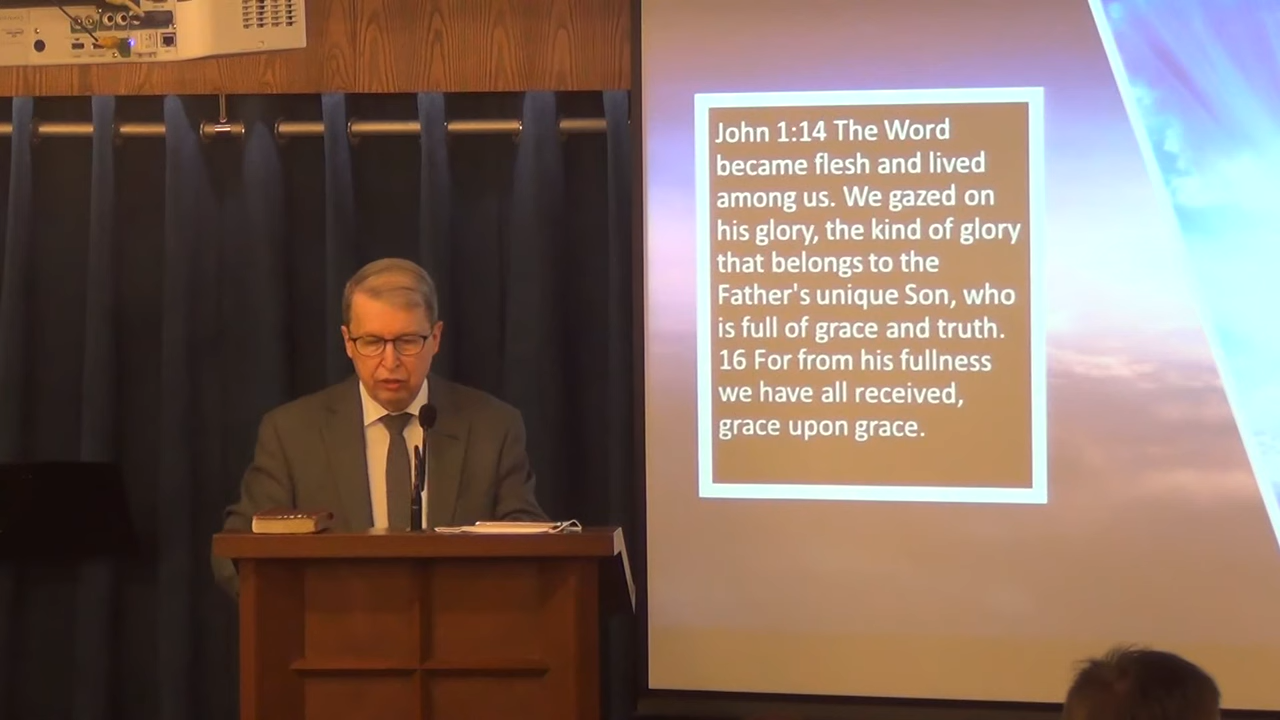 John 1:14 The Word
became flesh and lived
among us. We gazed on
his glory, the kind of glory
that belongs to the
Father's unique Son, who
is full of grace and truth.
16 For from his fullness
we have all received,
grace upon grace.